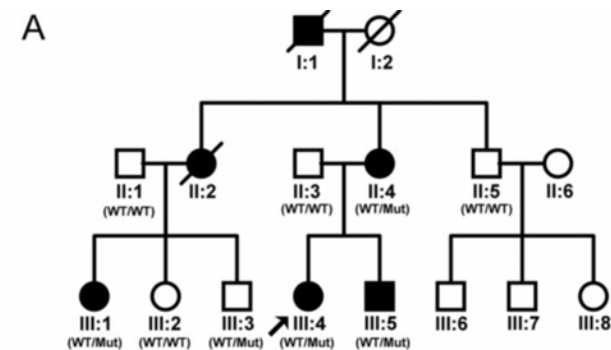 A
I:1 I:2
II:1 II:2 II:3 II:4 II:5 II:6
(WT/WT) (WT/WT) (WT/Mut) (WT/WT)
III:1 III:2 III:3 III:4 III:5 III:6 III:7 III:8
(WT/Mut) (WT/WT) (WT/Mut) (WT/Mut) (WT/Mut)